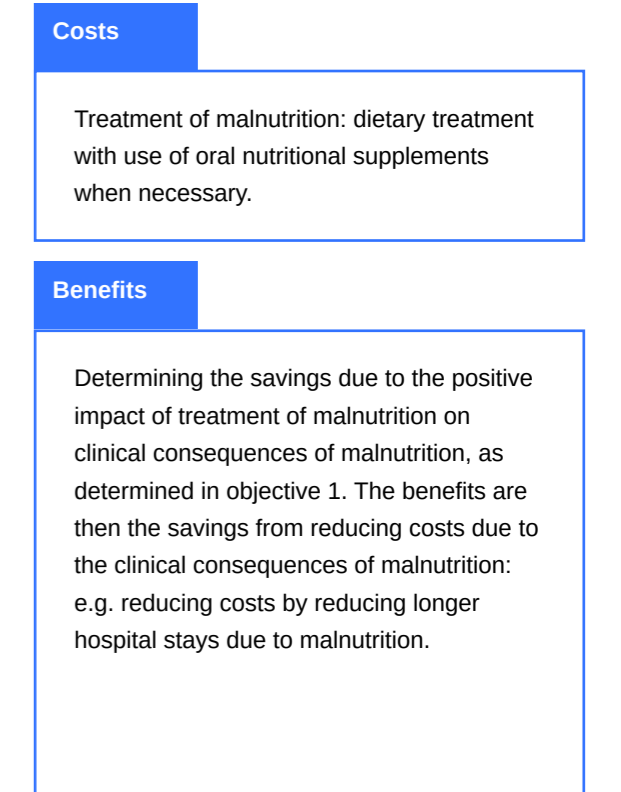 Costs
Treatment of malnutrition: dietary treatment
with use of oral nutritional supplements
when necessary.
Benefits
Determining the savings due to the positive
impact of treatment of malnutrition on
clinical consequences of malnutrition, as
determined in objective 1. The benefits are
then the savings from reducing costs due to
the clinical consequences of malnutrition:
e.g. reducing costs by reducing longer
hospital stays due to malnutrition.